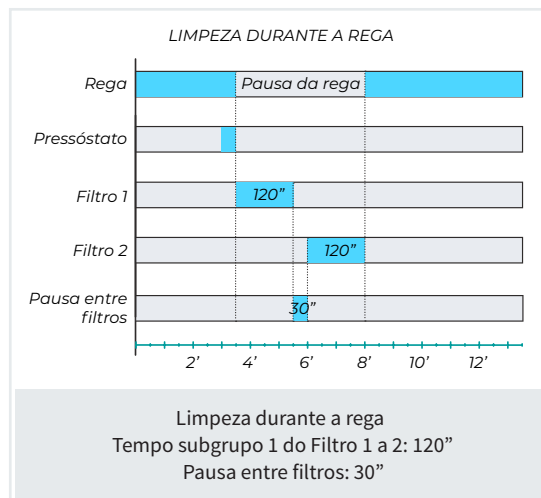 LIMPEZA DURANTE A REGA
Rega
Pausa da rega
Pressóstato
Filtro 1
120”
Filtro 2
120”
Pausa entre
filtros
30”
2’ 4’ 6’ 8’ 10’ 12’
Limpeza durante a rega
Tempo subgrupo 1 do Filtro 1 a 2: 120”
Pausa entre filtros: 30”